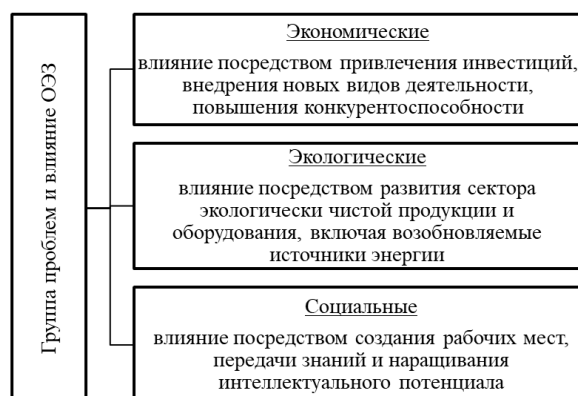 Группа проблем и влияние ОЭЗ
Экономические
влияние посредством привлечения инвестиций,
внедрения новых видов деятельности,
повышения конкурентоспособности
Экологические
влияние посредством развития сектора
экологически чистой продукции и
оборудования, включая возобновляемые
источники энергии
Социальные
влияние посредством создания рабочих мест,
передачи знаний и наращивания
интеллектуального потенциала